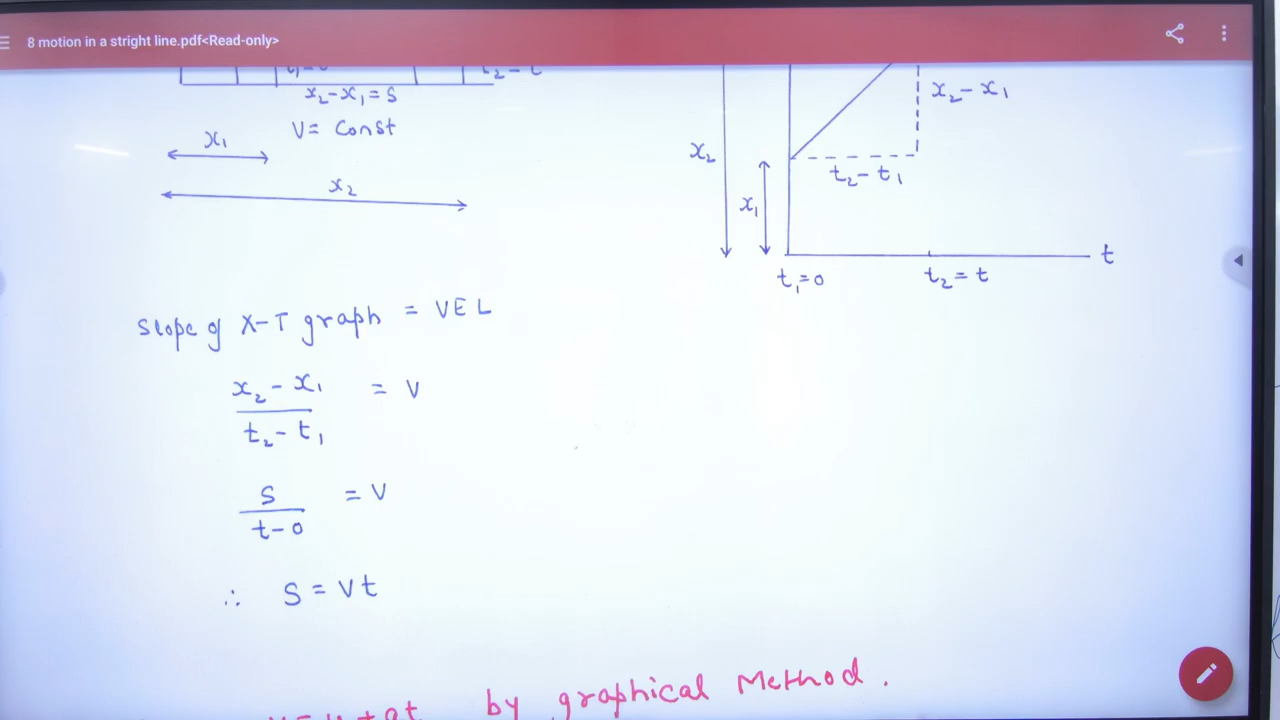 8 motion in a stright line.pdf<Read-only>
x₂-x₁ = s
V = Const
x₁
x₂
x₂ - x₁
t₂ - t₁
x₂
x₁
t
t₁=0
t₂ = t
Slope of X-T graph = VEL
x₂ - x₁ = V
t₂ - t₁
S = V
t - 0
∴ S = Vt
by graphical Method.